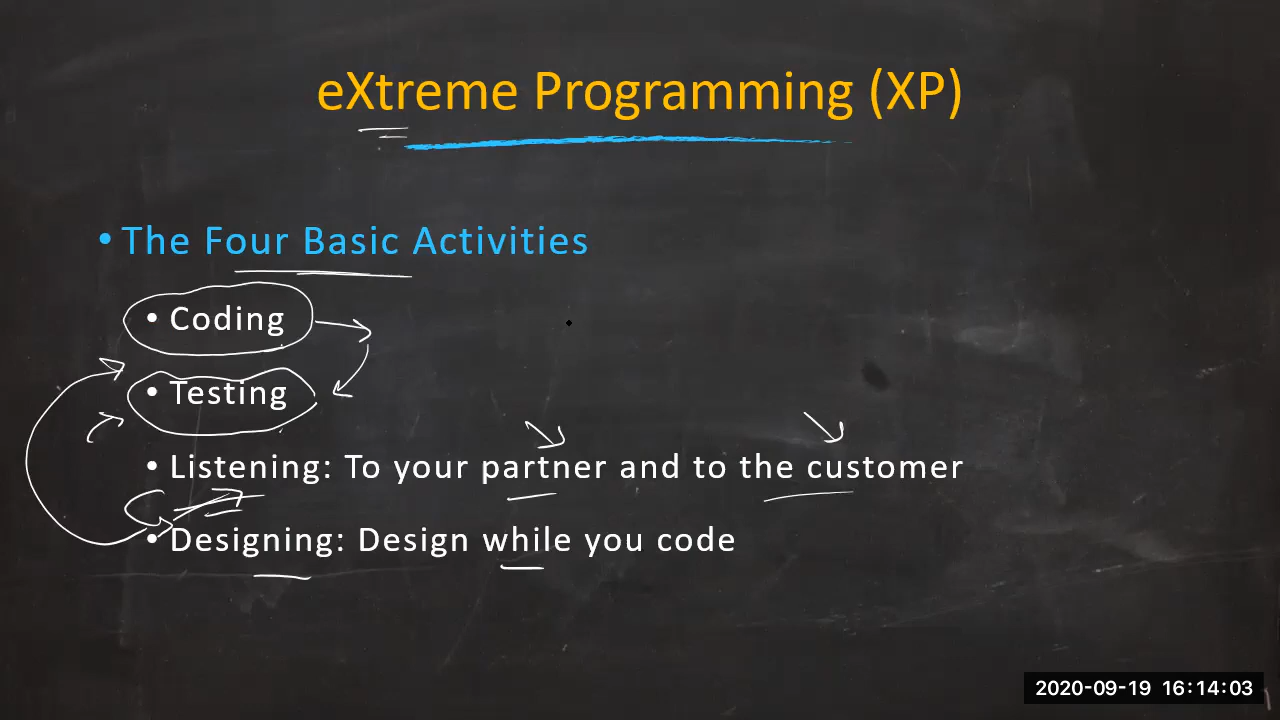 eXtreme Programming (XP)
• The Four Basic Activities
• Coding
• Testing
• Listening: To your partner and to the customer
• Designing: Design while you code
2020-09-19 16:14:03